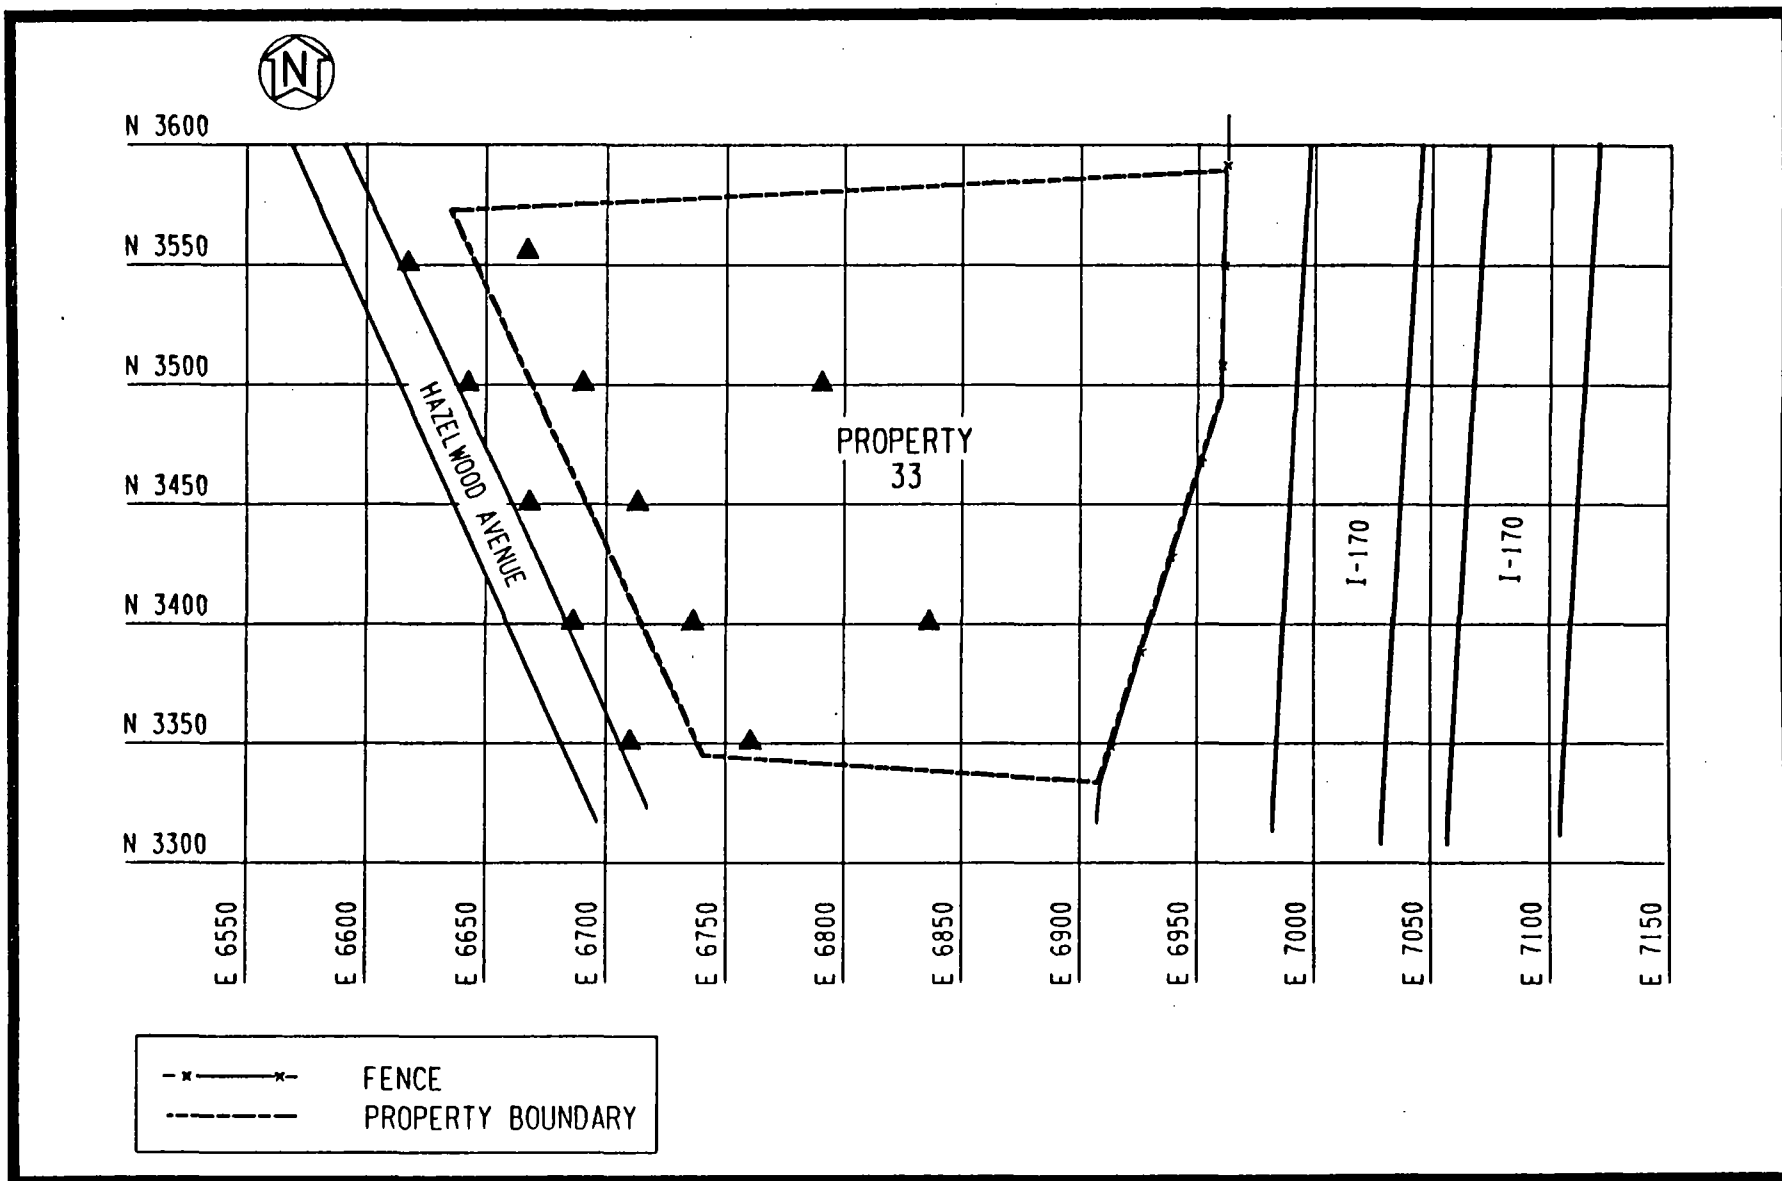 N
N 3600
N 3550
N 3500
N 3450
N 3400
N 3350
N 3300
HAZELWOOD AVENUE
PROPERTY
33
I-170
I-170
E 6550
E 6600
E 6650
E 6700
E 6750
E 6800
E 6850
E 6900
E 6950
E 7000
E 7050
E 7100
E 7150
FENCE
PROPERTY BOUNDARY